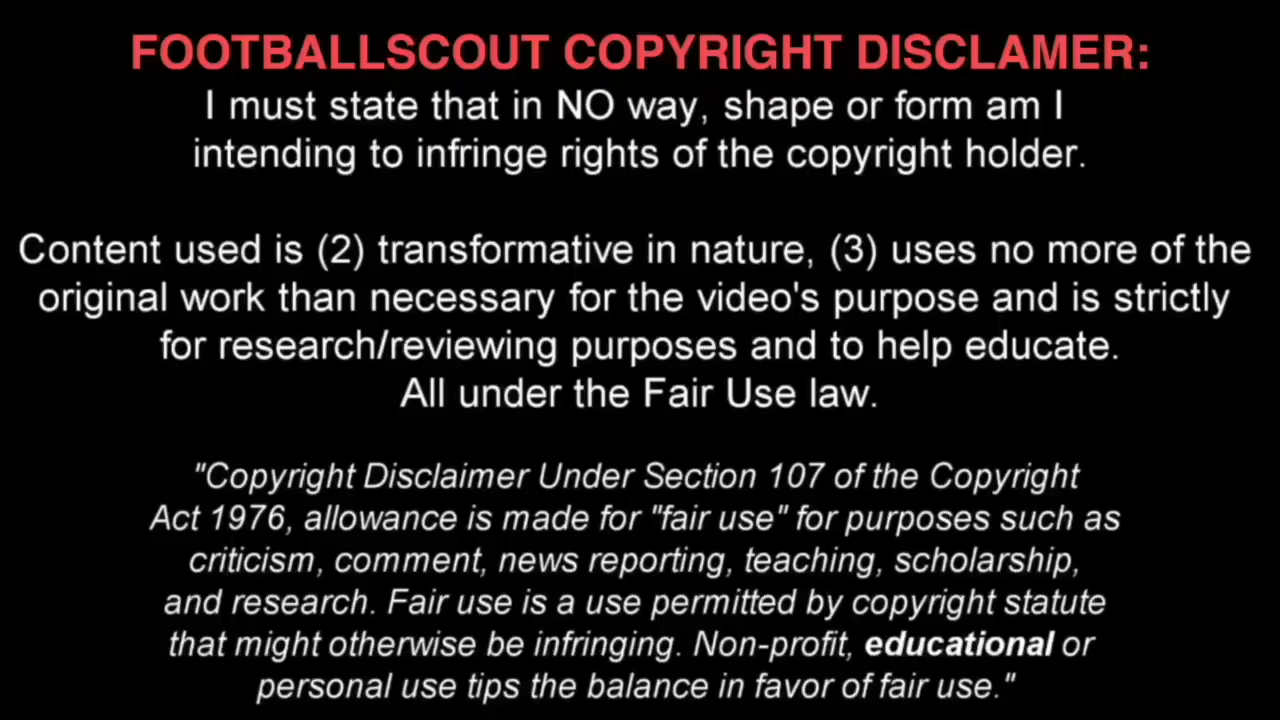 FOOTBALLSCOUT COPYRIGHT DISCLAMER:
I must state that in NO way, shape or form am I
intending to infringe rights of the copyright holder.
Content used is (2) transformative in nature, (3) uses no more of the
original work than necessary for the video's purpose and is strictly
for research/reviewing purposes and to help educate.
All under the Fair Use law.
"Copyright Disclaimer Under Section 107 of the Copyright
Act 1976, allowance is made for "fair use" for purposes such as
criticism, comment, news reporting, teaching, scholarship,
and research. Fair use is a use permitted by copyright statute
that might otherwise be infringing. Non-profit, educational or
personal use tips the balance in favor of fair use."